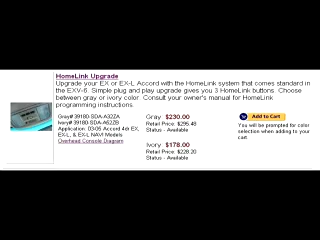 HomeLink Upgrade
Upgrade your EX or EX-L Accord with the HomeLink system that comes standard in
the EXV-6. Simple plug and play upgrade gives you 3 HomeLink buttons. Choose
between gray or ivory color. Consult your owner's manual for HomeLink
programming instructions.
Gray# 39180-SDA-A32ZA
Ivory# 39180-SDA-A52ZB
Application: 03-05 Accord 4dr EX,
EX-L, & EX-L NAVI Models
Overhead Console Diagram
Gray $230.00
Retail Price: $295.48
Status - Available
Ivory $178.00
Retail Price: $228.20
Status - Available
Add to Cart
You will be prompted for color
selection when adding to your
cart